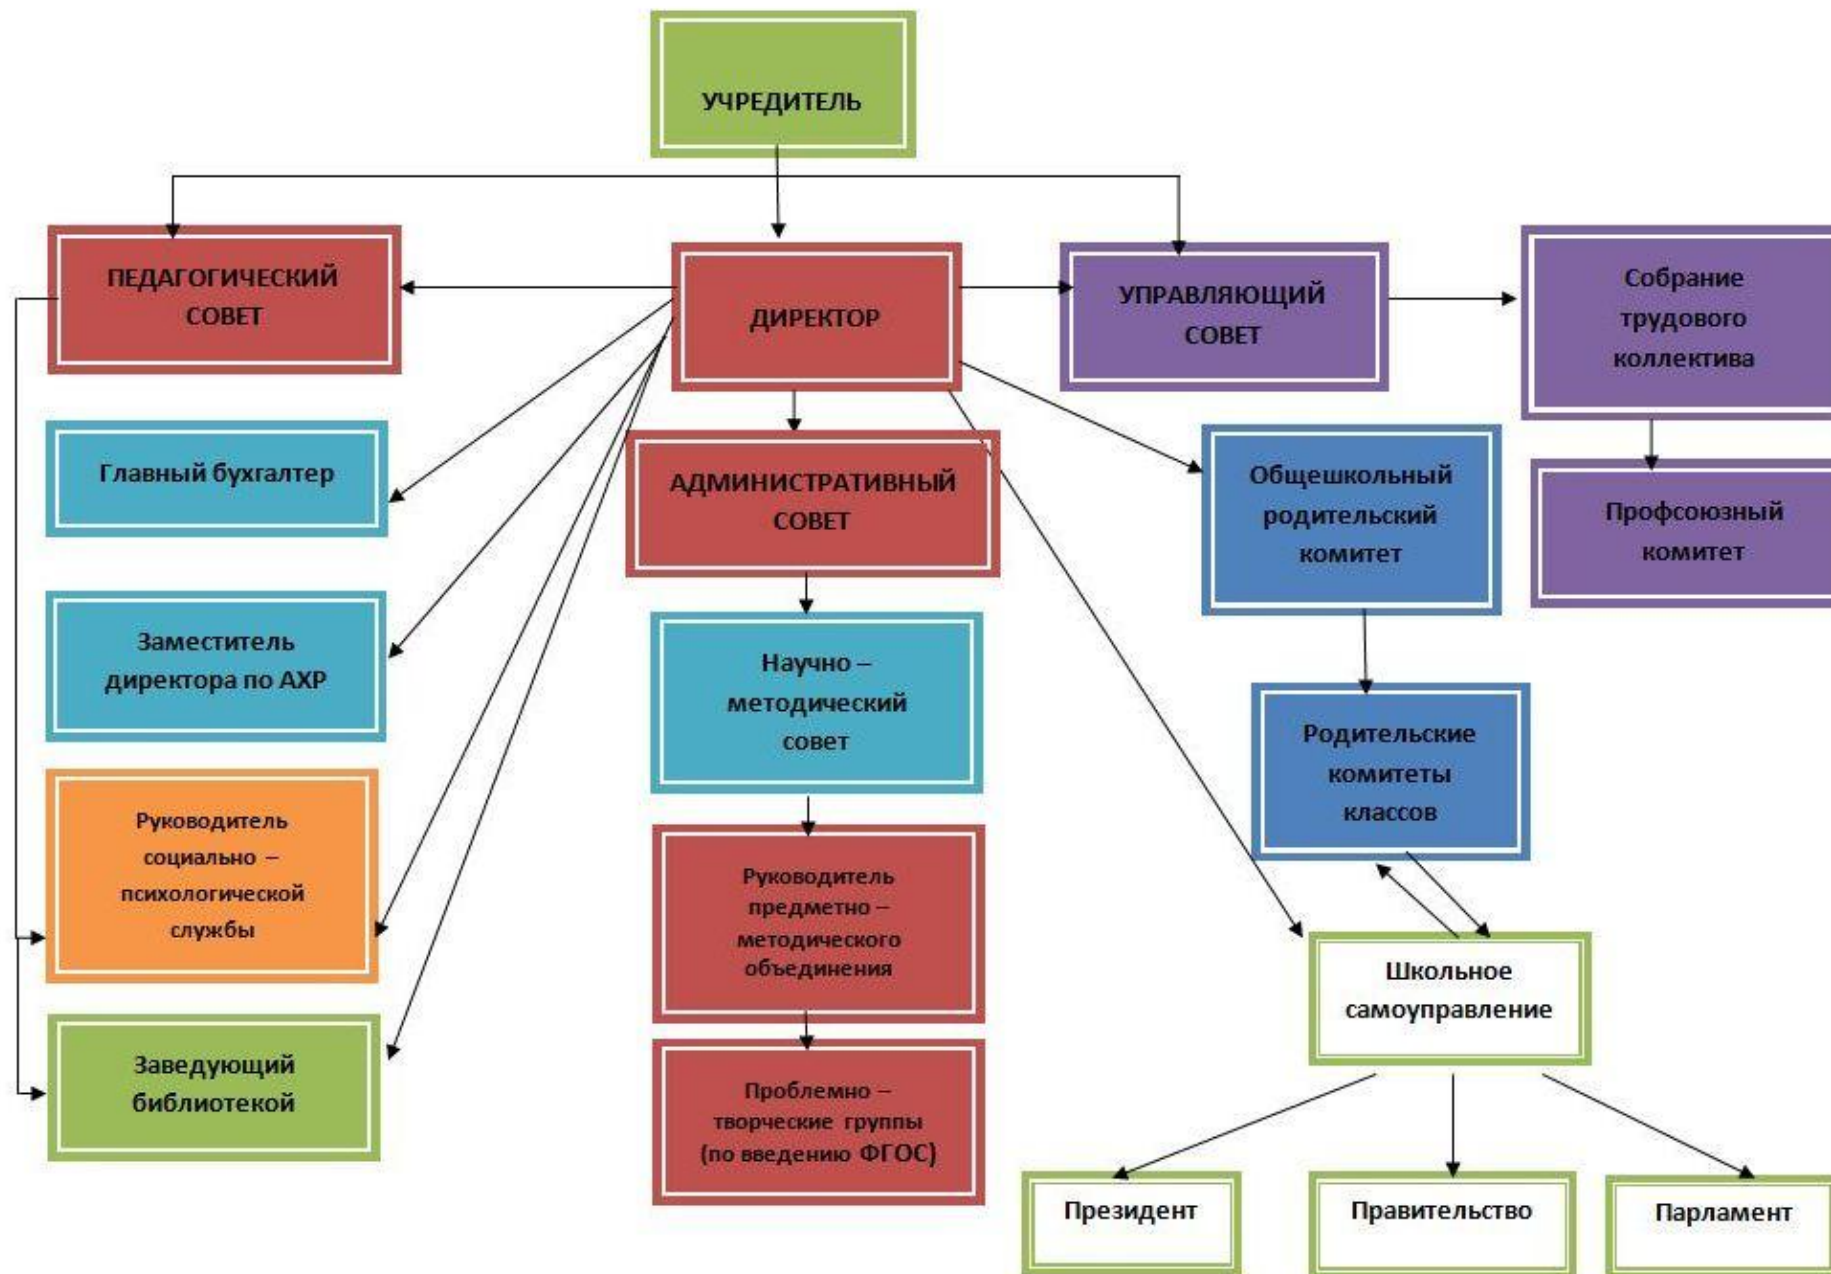 УЧРЕДИТЕЛЬ
ПЕДАГОГИЧЕСКИЙ
СОВЕТ
ДИРЕКТОР
УПРАВЛЯЮЩИЙ
СОВЕТ
Собрание
трудового
коллектива
Главный бухгалтер
АДМИНИСТРАТИВНЫЙ
СОВЕТ
Общешкольный
родительский
комитет
Профсоюзный
комитет
Заместитель
директора по АХР
Научно –
методический
совет
Родительские
комитеты
классов
Руководитель
социально –
психологической
службы
Руководитель
предметно –
методического
объединения
Школьное
самоуправление
Заведующий
библиотекой
Проблемно –
творческие группы
(по введению ФГОС)
Президент
Правительство
Парламент